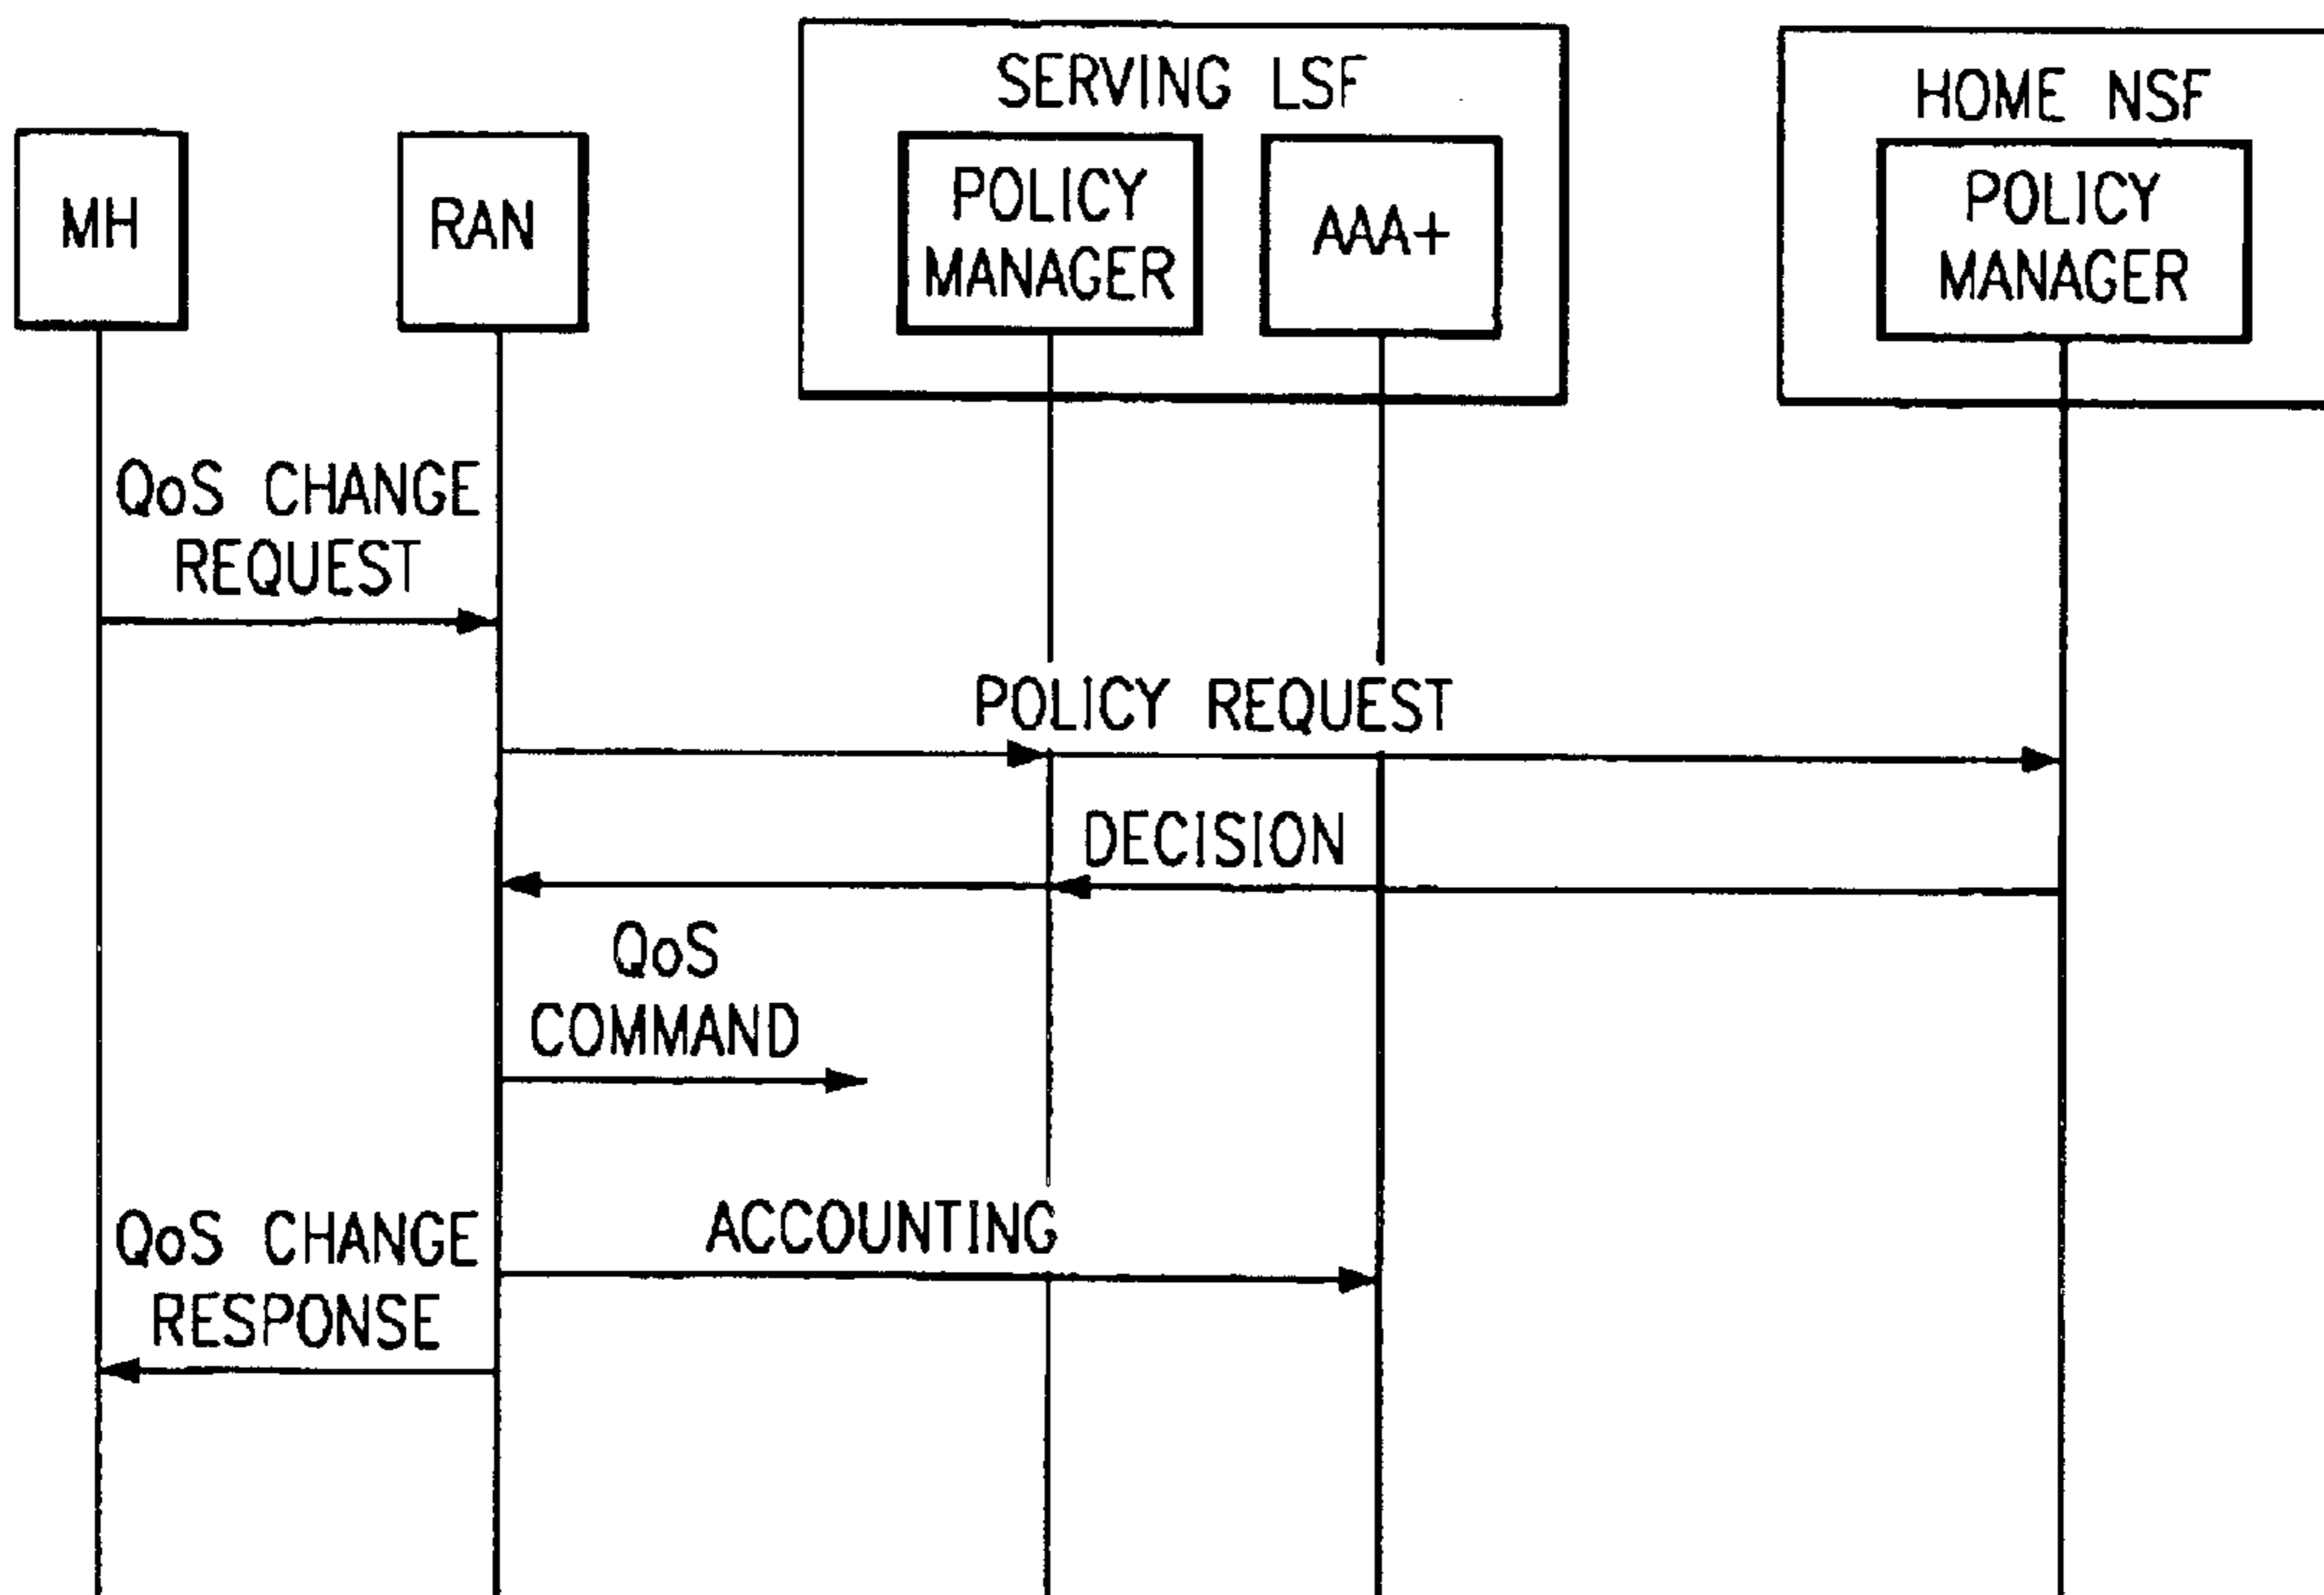 SERVING LSF
HOME NSF
MH
RAN
POLICY
MANAGER
AAA+
POLICY
MANAGER
QoS CHANGE
REQUEST
POLICY REQUEST
DECISION
QoS
COMMAND
ACCOUNTING
QoS CHANGE
RESPONSE